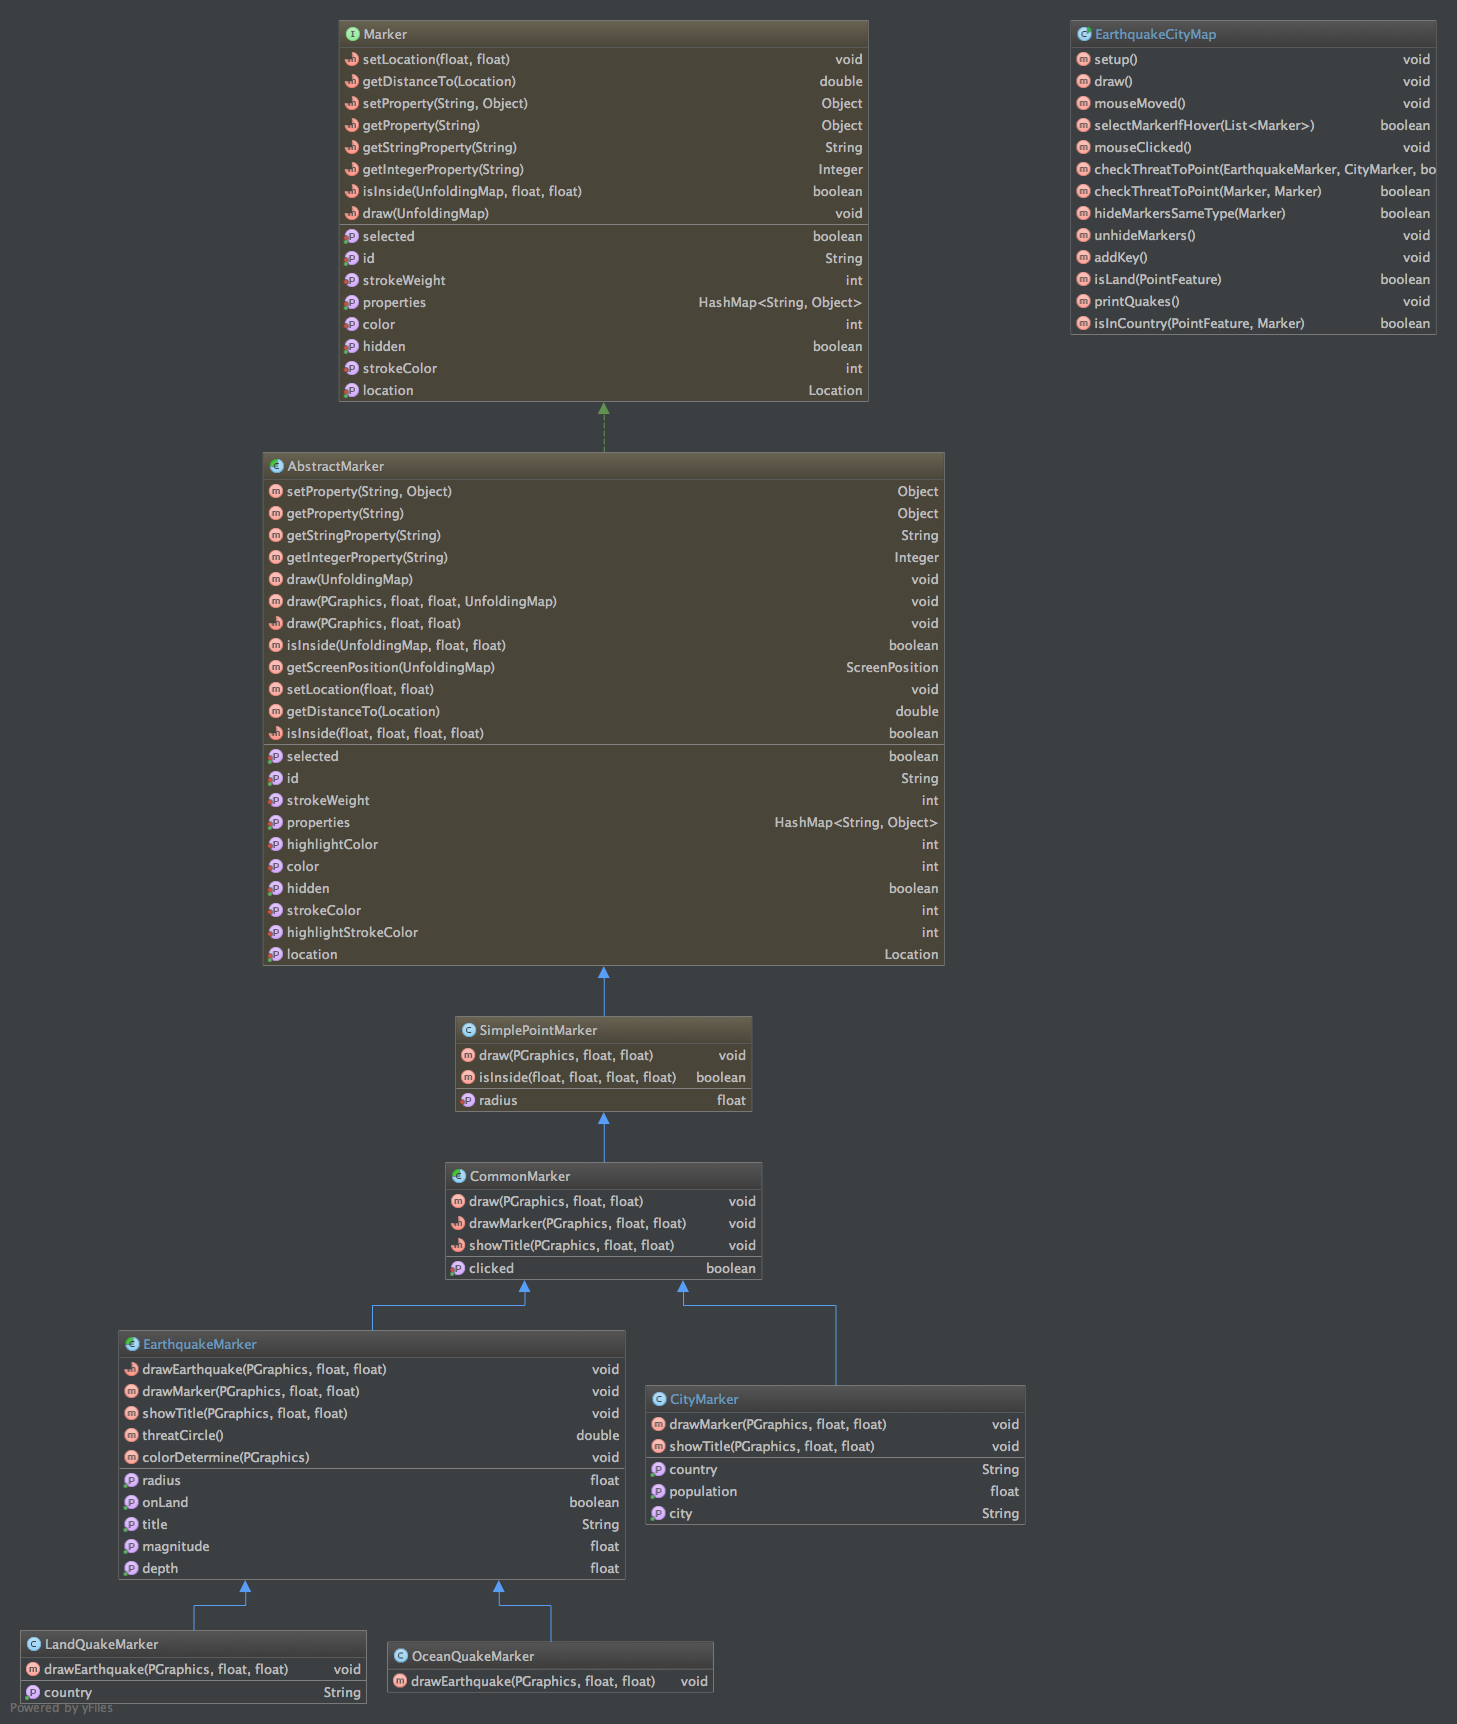 Marker
setLocation(float, float) void
getDistanceTo(Location) double
setProperty(String, Object) Object
getProperty(String) Object
getStringProperty(String) String
getIntegerProperty(String) Integer
isInside(UnfoldingMap, float, float) boolean
draw(UnfoldingMap) void
selected boolean
id String
strokeWeight int
properties HashMap<String, Object>
color int
hidden boolean
strokeColor int
location Location
EarthquakeCityMap
setup() void
draw() void
mouseMoved() void
selectMarkerIfHover(List<Marker>) boolean
mouseClicked() void
checkThreatToPoint(EarthquakeMarker, CityMarker, bo
checkThreatToPoint(Marker, Marker) boolean
hideMarkersSameType(Marker) boolean
unhideMarkers() void
addKey() void
isLand(PointFeature) boolean
printQuakes() void
isInCountry(PointFeature, Marker) boolean
AbstractMarker
setProperty(String, Object) Object
getProperty(String) Object
getStringProperty(String) String
getIntegerProperty(String) Integer
draw(UnfoldingMap) void
draw(PGraphics, float, float, UnfoldingMap) void
draw(PGraphics, float, float) void
isInside(UnfoldingMap, float, float) boolean
getScreenPosition(UnfoldingMap) ScreenPosition
setLocation(float, float) void
getDistanceTo(Location) double
isInside(float, float, float, float) boolean
selected boolean
id String
strokeWeight int
properties HashMap<String, Object>
highlightColor int
color int
hidden boolean
strokeColor int
highlightStrokeColor int
location Location
SimplePointMarker
draw(PGraphics, float, float) void
isInside(float, float, float, float) boolean
radius float
CommonMarker
draw(PGraphics, float, float) void
drawMarker(PGraphics, float, float) void
showTitle(PGraphics, float, float) void
clicked boolean
EarthquakeMarker
drawEarthquake(PGraphics, float, float) void
drawMarker(PGraphics, float, float) void
showTitle(PGraphics, float, float) void
threatCircle() double
colorDetermine(PGraphics) void
radius float
onLand boolean
title String
magnitude float
depth float
CityMarker
drawMarker(PGraphics, float, float) void
showTitle(PGraphics, float, float) void
country String
population float
city String
LandQuakeMarker
drawEarthquake(PGraphics, float, float) void
country String
OceanQuakeMarker
drawEarthquake(PGraphics, float, float) void
Powered by yFiles